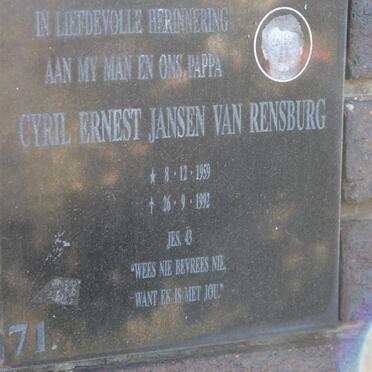 IN LIEFDEVOLLE HERINNERING
AAN MY MAN EN ONS PAPPA
CYRIL ERNEST JANSEN VAN RENSBURG
★ 8 · 12 · 1959
† 26 · 9 · 1992
JES. 43
"WEES NIE BEVREES NIE,
WANT EK IS MET JOU."
71